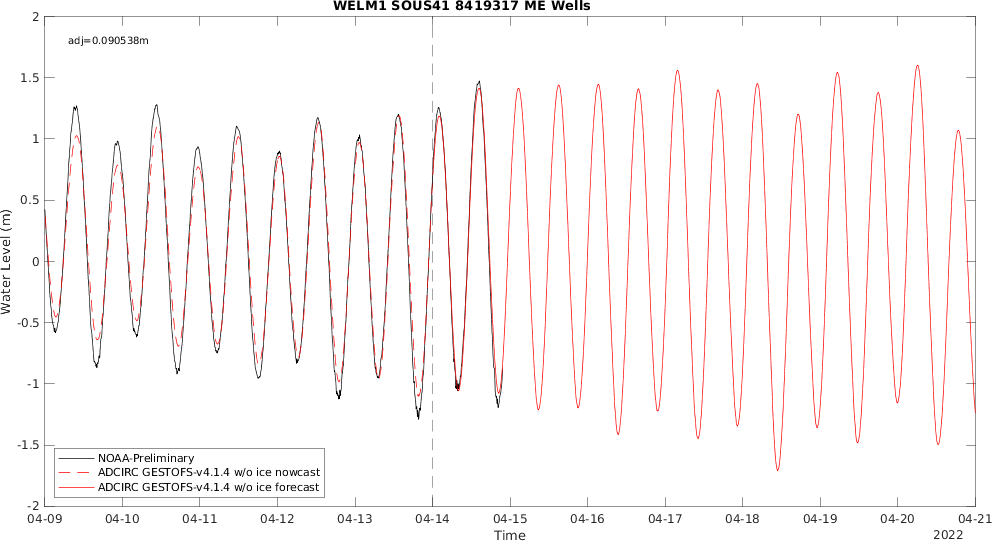 WELM1 SOUS41 8419317 ME Wells
adj=0.090538m
2
1.5
1
0.5
0
-0.5
-1
-1.5
-2
Water Level (m)
NOAA-Preliminary
ADCIRC GESTOFS-v4.1.4 w/o ice nowcast
ADCIRC GESTOFS-v4.1.4 w/o ice forecast
04-09 04-10 04-11 04-12 04-13 04-14 04-15 04-16 04-17 04-18 04-19 04-20 04-21
Time
2022